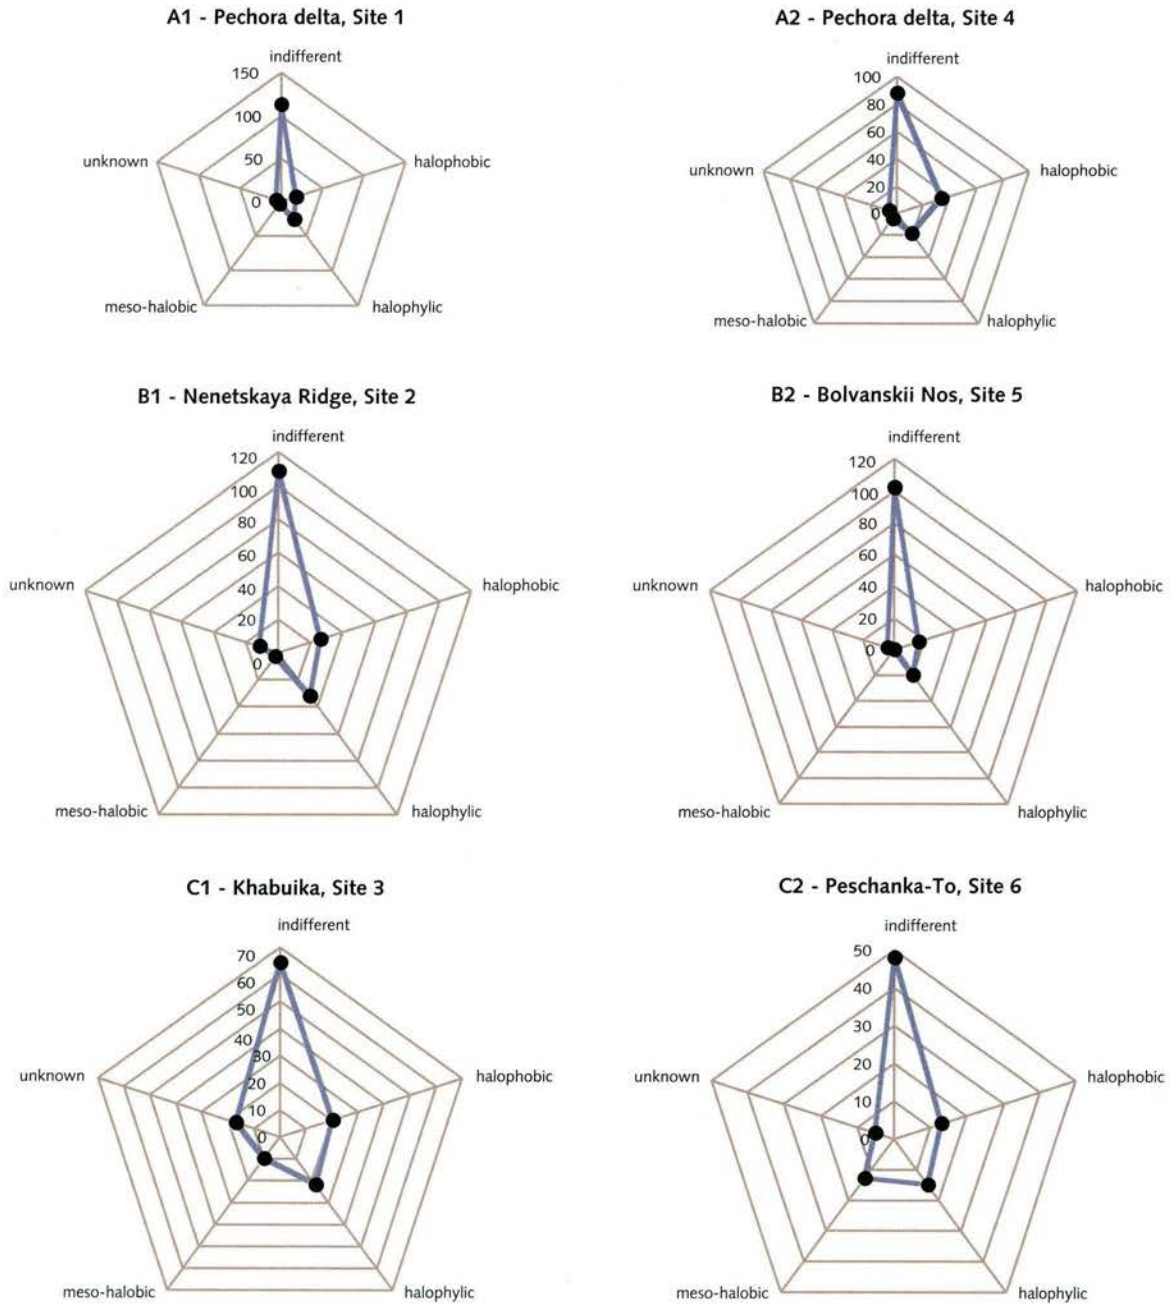 A1 - Pechora delta, Site 1
indifferent
150
100
50
0
unknown
halophobic
meso-halobic
halophylic
A2 - Pechora delta, Site 4
indifferent
100
80
60
40
20
0
unknown
halophobic
meso-halobic
halophylic
B1 - Nenetskaya Ridge, Site 2
indifferent
120
100
80
60
40
20
0
unknown
halophobic
meso-halobic
halophylic
B2 - Bolvanskii Nos, Site 5
indifferent
120
100
80
60
40
20
0
unknown
halophobic
meso-halobic
halophylic
C1 - Khabuika, Site 3
indifferent
70
60
50
40
30
20
10
0
unknown
halophobic
meso-halobic
halophylic
C2 - Peschanka-To, Site 6
indifferent
50
40
30
20
10
0
unknown
halophobic
meso-halobic
halophylic